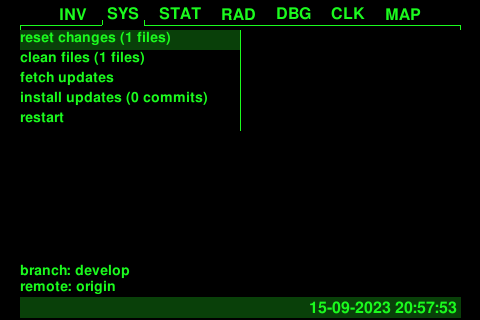 INV SYS STAT RAD DBG CLK MAP
reset changes (1 files)
clean files (1 files)
fetch updates
install updates (0 commits)
restart
branch: develop
remote: origin
15-09-2023 20:57:53